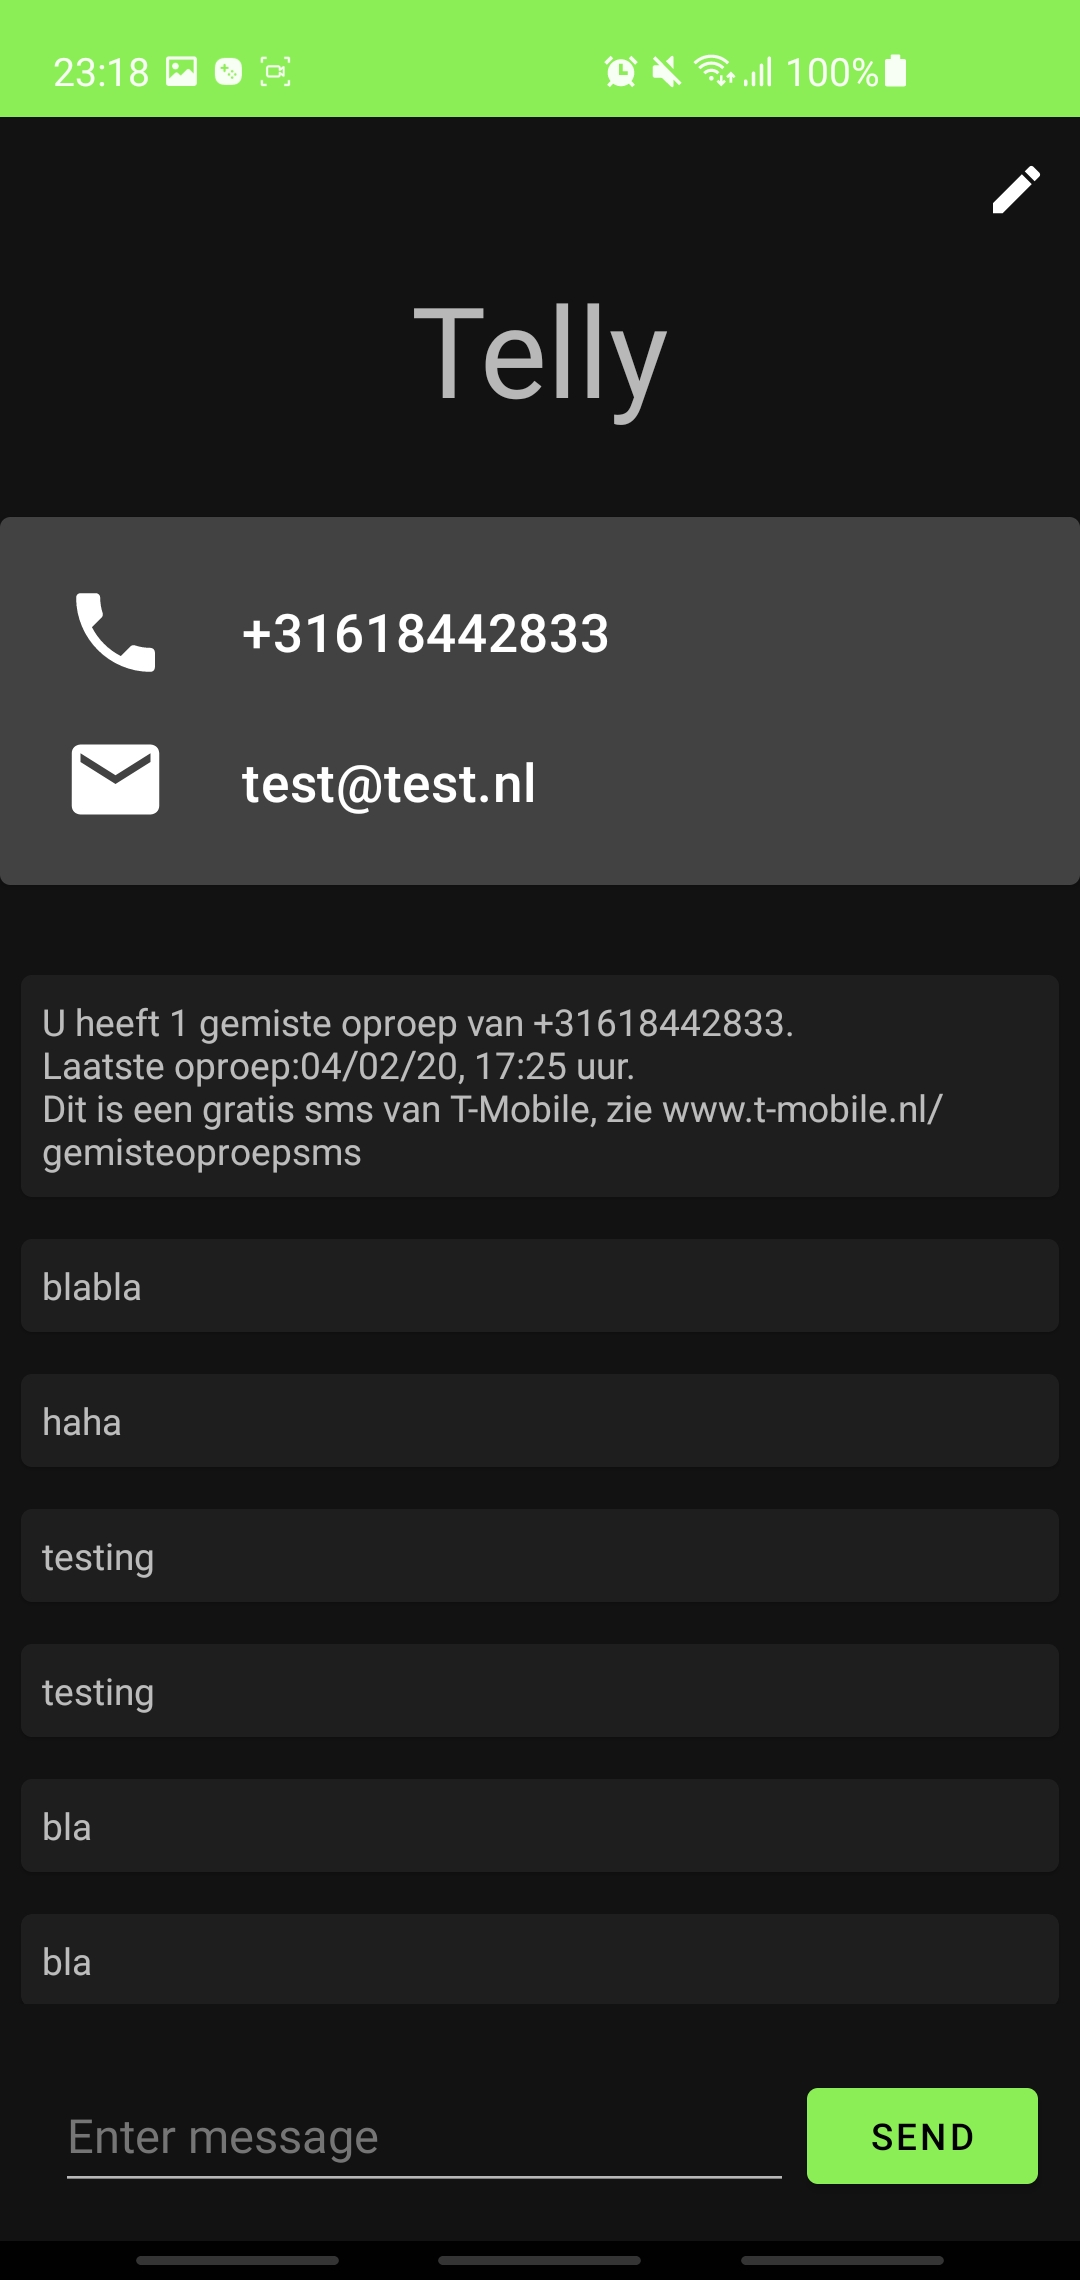 23:18 100%
Telly
+31618442833
test@test.nl
U heeft 1 gemiste oproep van +31618442833.
Laatste oproep:04/02/20, 17:25 uur.
Dit is een gratis sms van T-Mobile, zie www.t-mobile.nl/
gemisteoproepsms
blabla
haha
testing
testing
bla
bla
Enter message
SEND